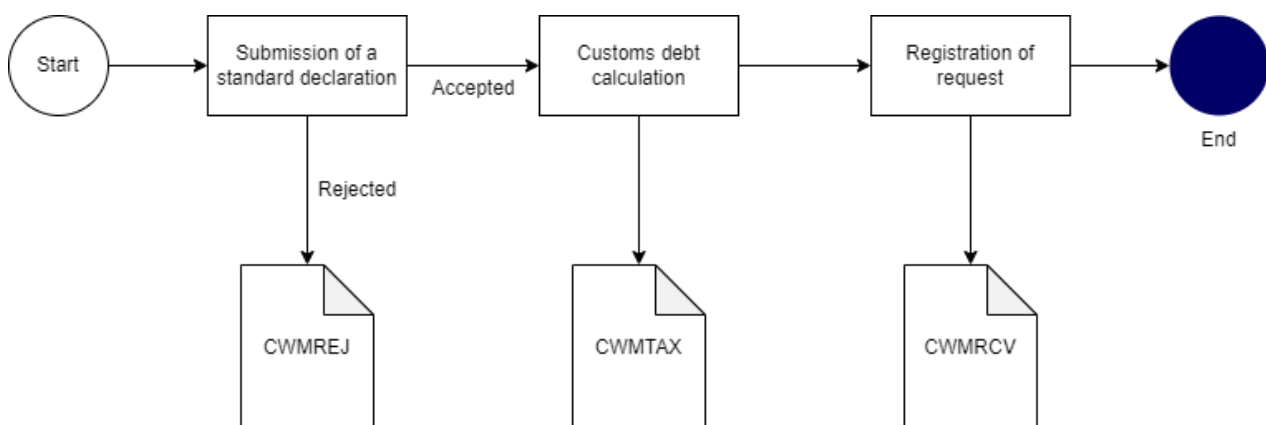 Start
Submission of a
standard declaration
Accepted
Customs debt
calculation
Registration of
request
End
Rejected
CWMREJ
CWMTAX
CWMRCV